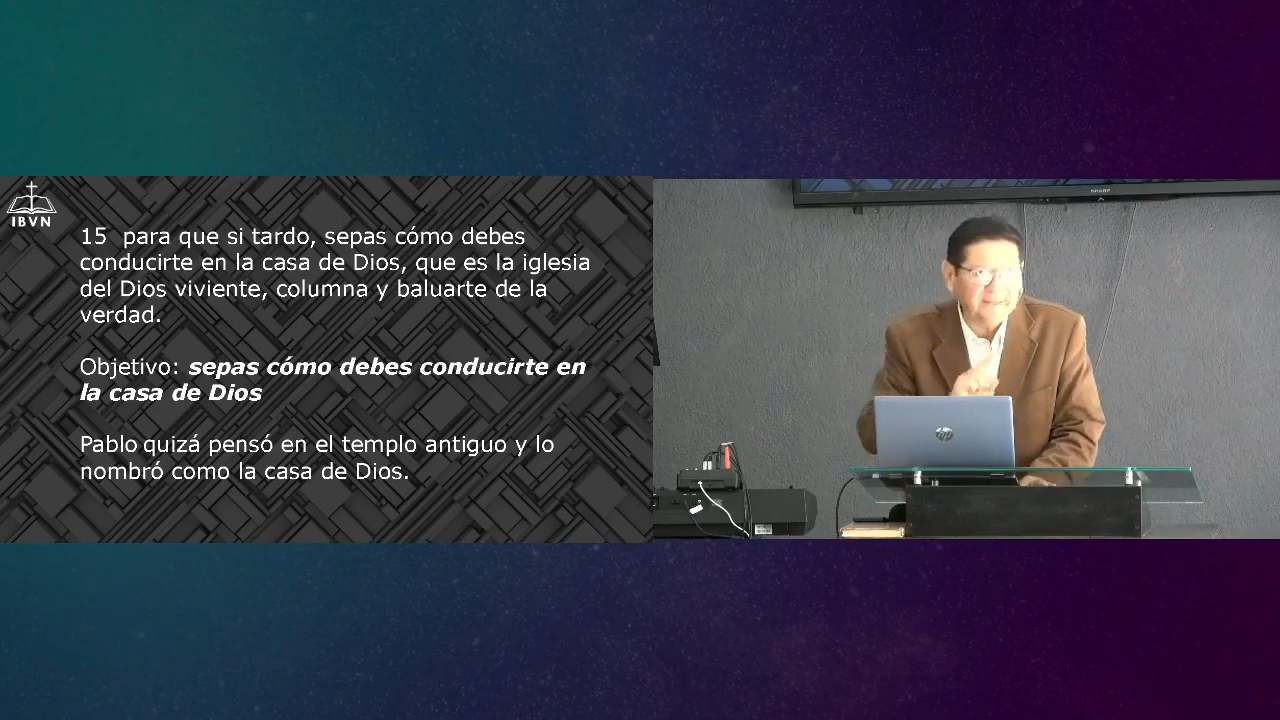 IBVN
15  para que si tardo, sepas cómo debes
conducirte en la casa de Dios, que es la iglesia
del Dios viviente, columna y baluarte de la
verdad.
Objetivo: sepas cómo debes conducirte en
la casa de Dios
Pablo quizá pensó en el templo antiguo y lo
nombró como la casa de Dios.
SHARP
hp